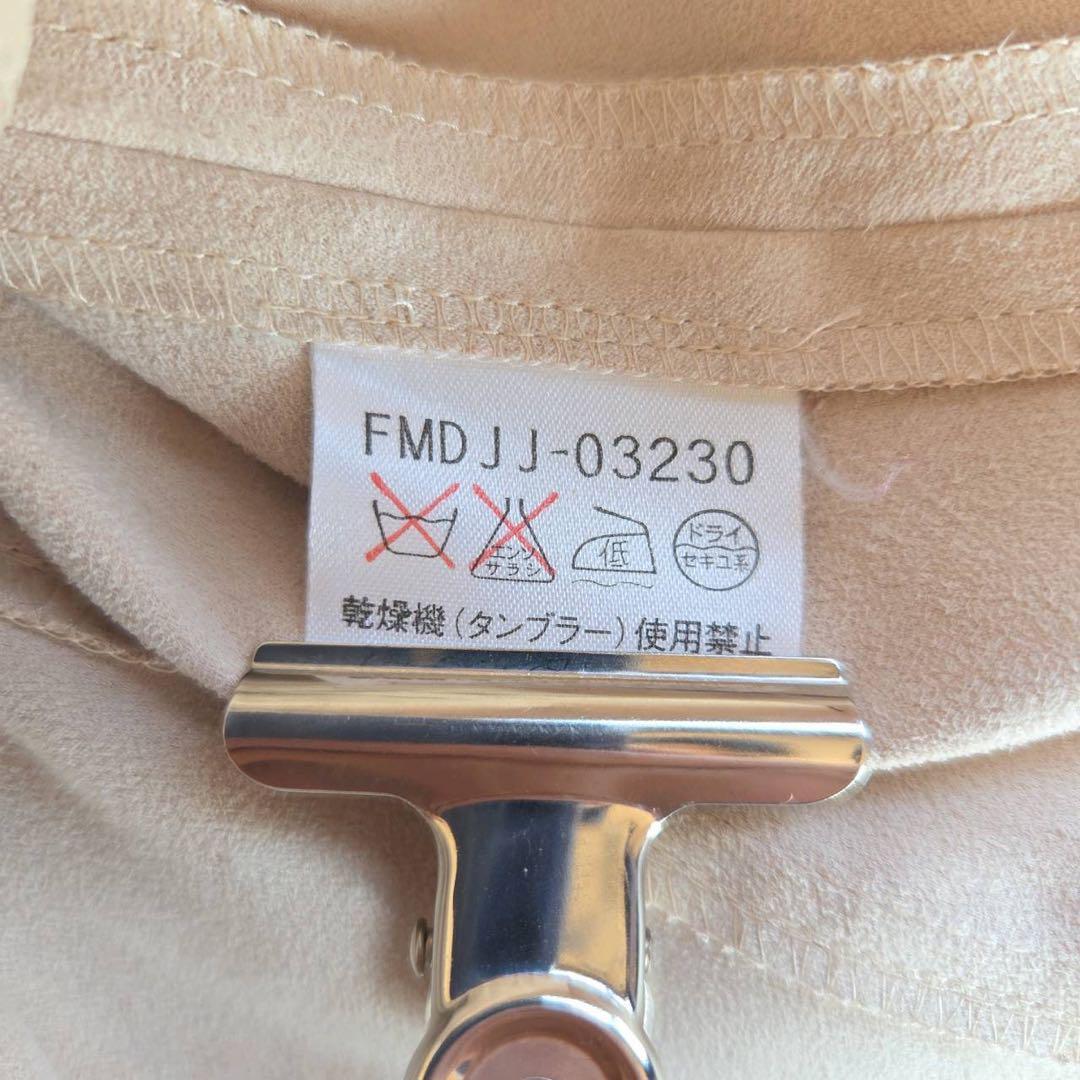 FMDJJ-03230
エンソ
サラシ
低
ドライ
セキユ系
乾燥機(タンブラー)使用禁止